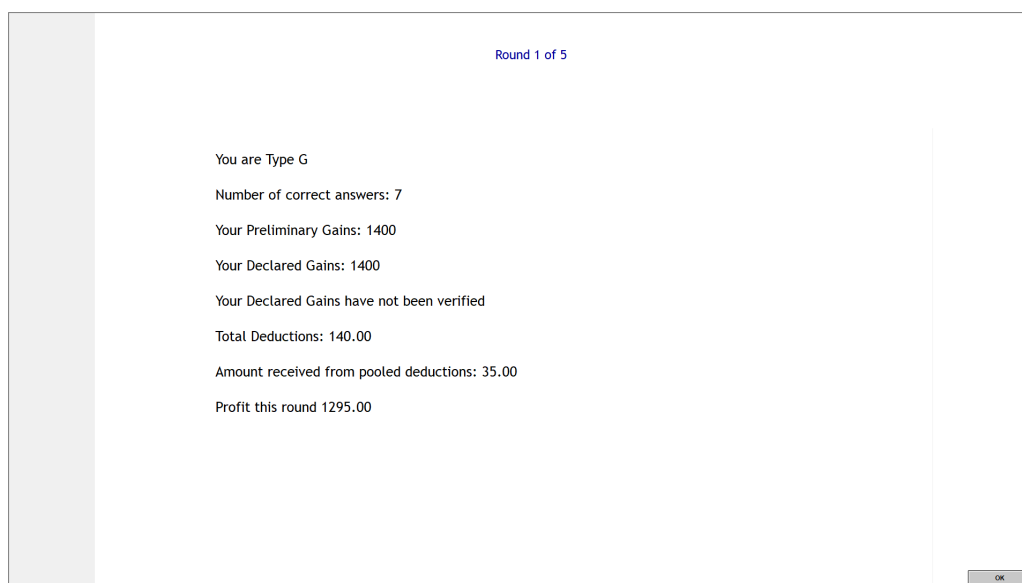 Round 1 of 5
You are Type G
Number of correct answers: 7
Your Preliminary Gains: 1400
Your Declared Gains: 1400
Your Declared Gains have not been verified
Total Deductions: 140.00
Amount received from pooled deductions: 35.00
Profit this round 1295.00
OK